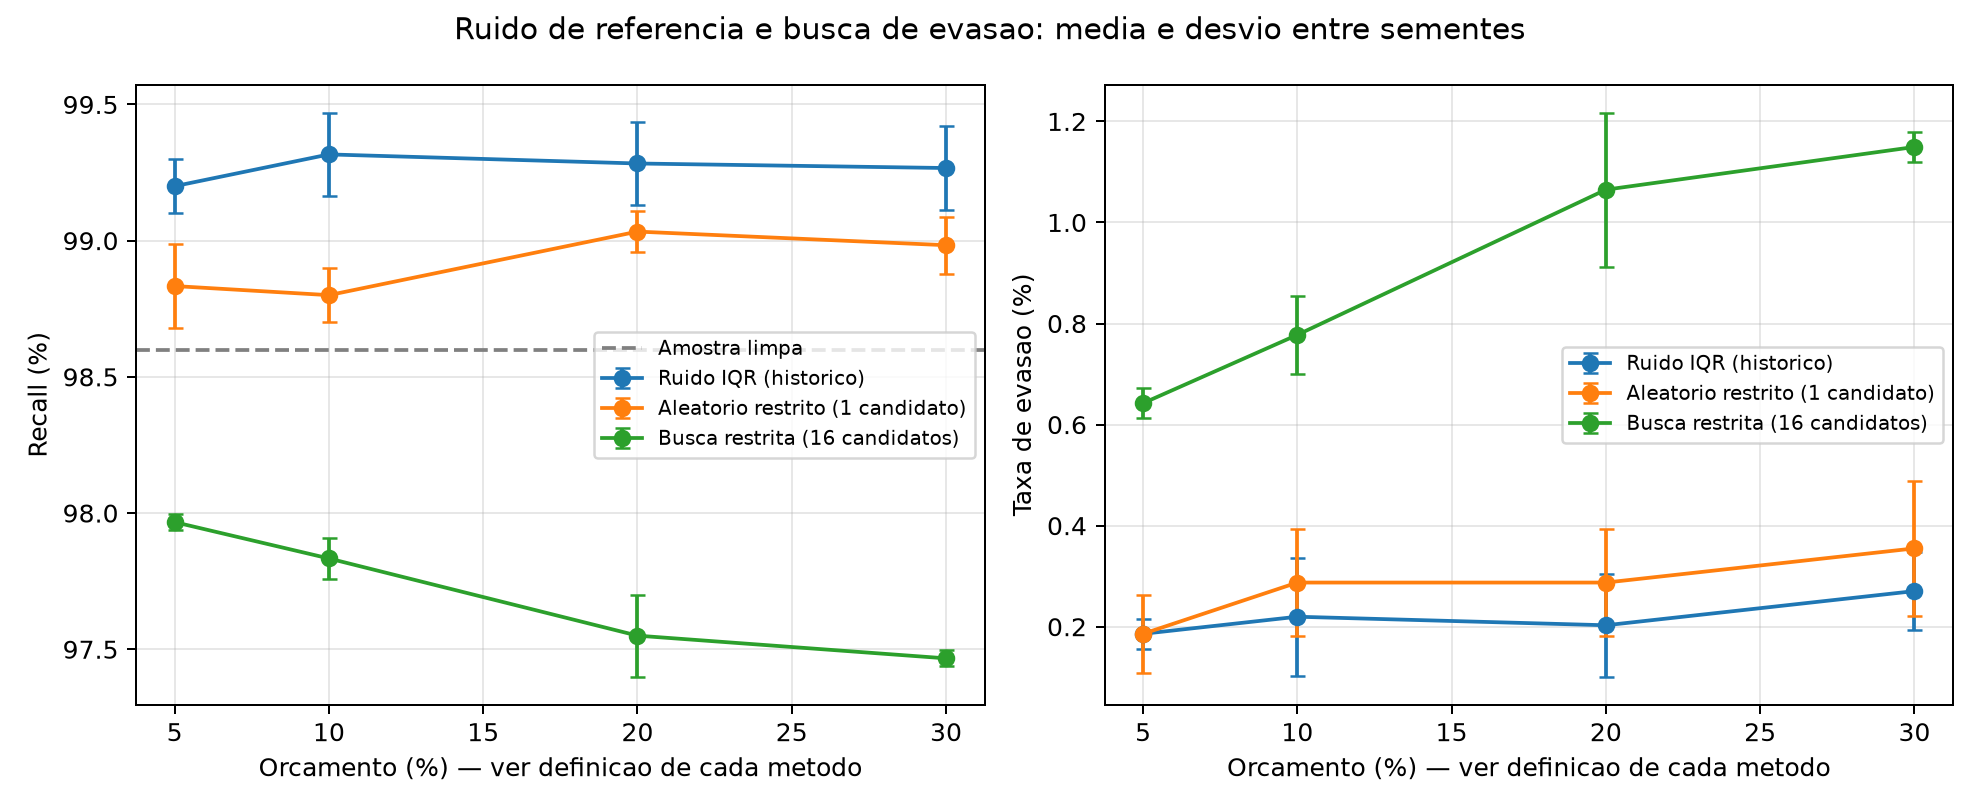 Ruido de referencia e busca de evasao: media e desvio entre sementes
99.5
99.0
98.5
98.0
97.5
Recall (%)
Amostra limpa
Ruido IQR (historico)
Aleatorio restrito (1 candidato)
Busca restrita (16 candidatos)
5 10 15 20 25 30
Orcamento (%) — ver definicao de cada metodo
1.2
1.0
0.8
0.6
0.4
0.2
Taxa de evasao (%)
Ruido IQR (historico)
Aleatorio restrito (1 candidato)
Busca restrita (16 candidatos)
5 10 15 20 25 30
Orcamento (%) — ver definicao de cada metodo